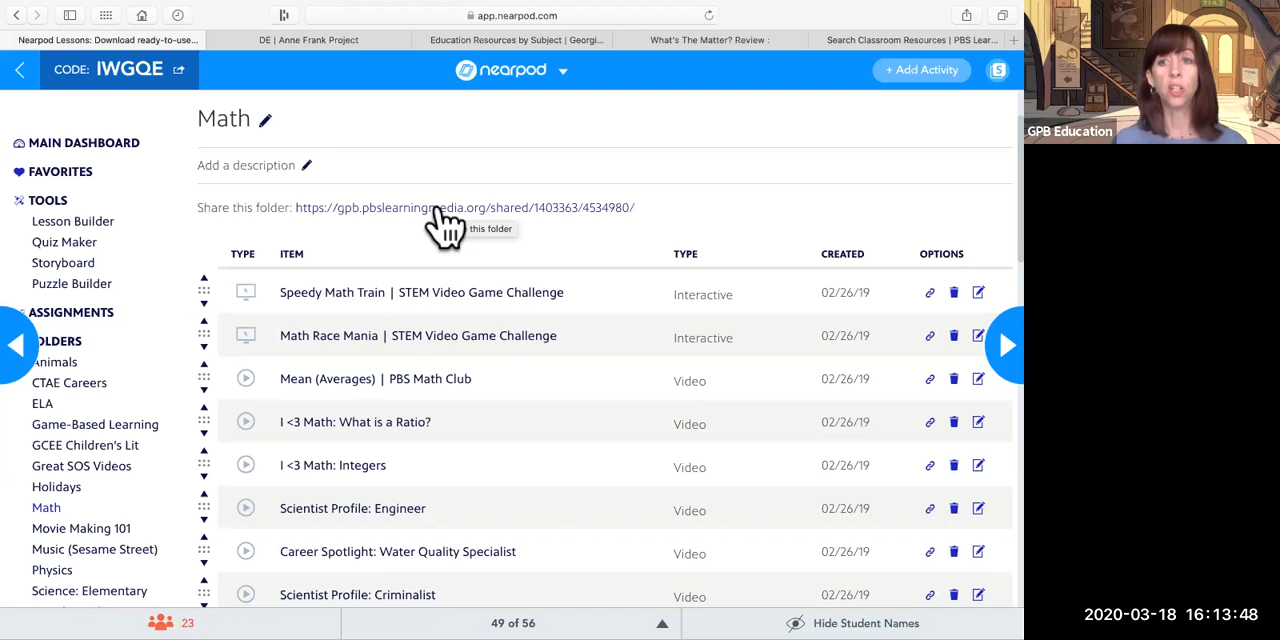 app.nearpod.com
Nearpod Lessons: Download ready-to-use...
DE | Anne Frank Project
Education Resources by Subject | Georgi...
What's The Matter? Review :
Search Classroom Resources | PBS Lear...
CODE: IWGQE
nearpod
+ Add Activity
S
GPB Education
Math
Add a description
Share this folder: https://gpb.pbslearningmedia.org/shared/1403363/4534980/
this folder
MAIN DASHBOARD
FAVORITES
TOOLS
Lesson Builder
Quiz Maker
Storyboard
Puzzle Builder
ASSIGNMENTS
OLDERS
Animals
CTAE Careers
ELA
Game-Based Learning
GCEE Children's Lit
Great SOS Videos
Holidays
Math
Movie Making 101
Music (Sesame Street)
Physics
Science: Elementary
TYPE ITEM TYPE CREATED OPTIONS
Speedy Math Train | STEM Video Game Challenge Interactive 02/26/19
Math Race Mania | STEM Video Game Challenge Interactive 02/26/19
Mean (Averages) | PBS Math Club Video 02/26/19
I <3 Math: What is a Ratio? Video 02/26/19
I <3 Math: Integers Video 02/26/19
Scientist Profile: Engineer Video 02/26/19
Career Spotlight: Water Quality Specialist Video 02/26/19
Scientist Profile: Criminalist Video 02/26/19
23
49 of 56
Hide Student Names
2020-03-18 16:13:48